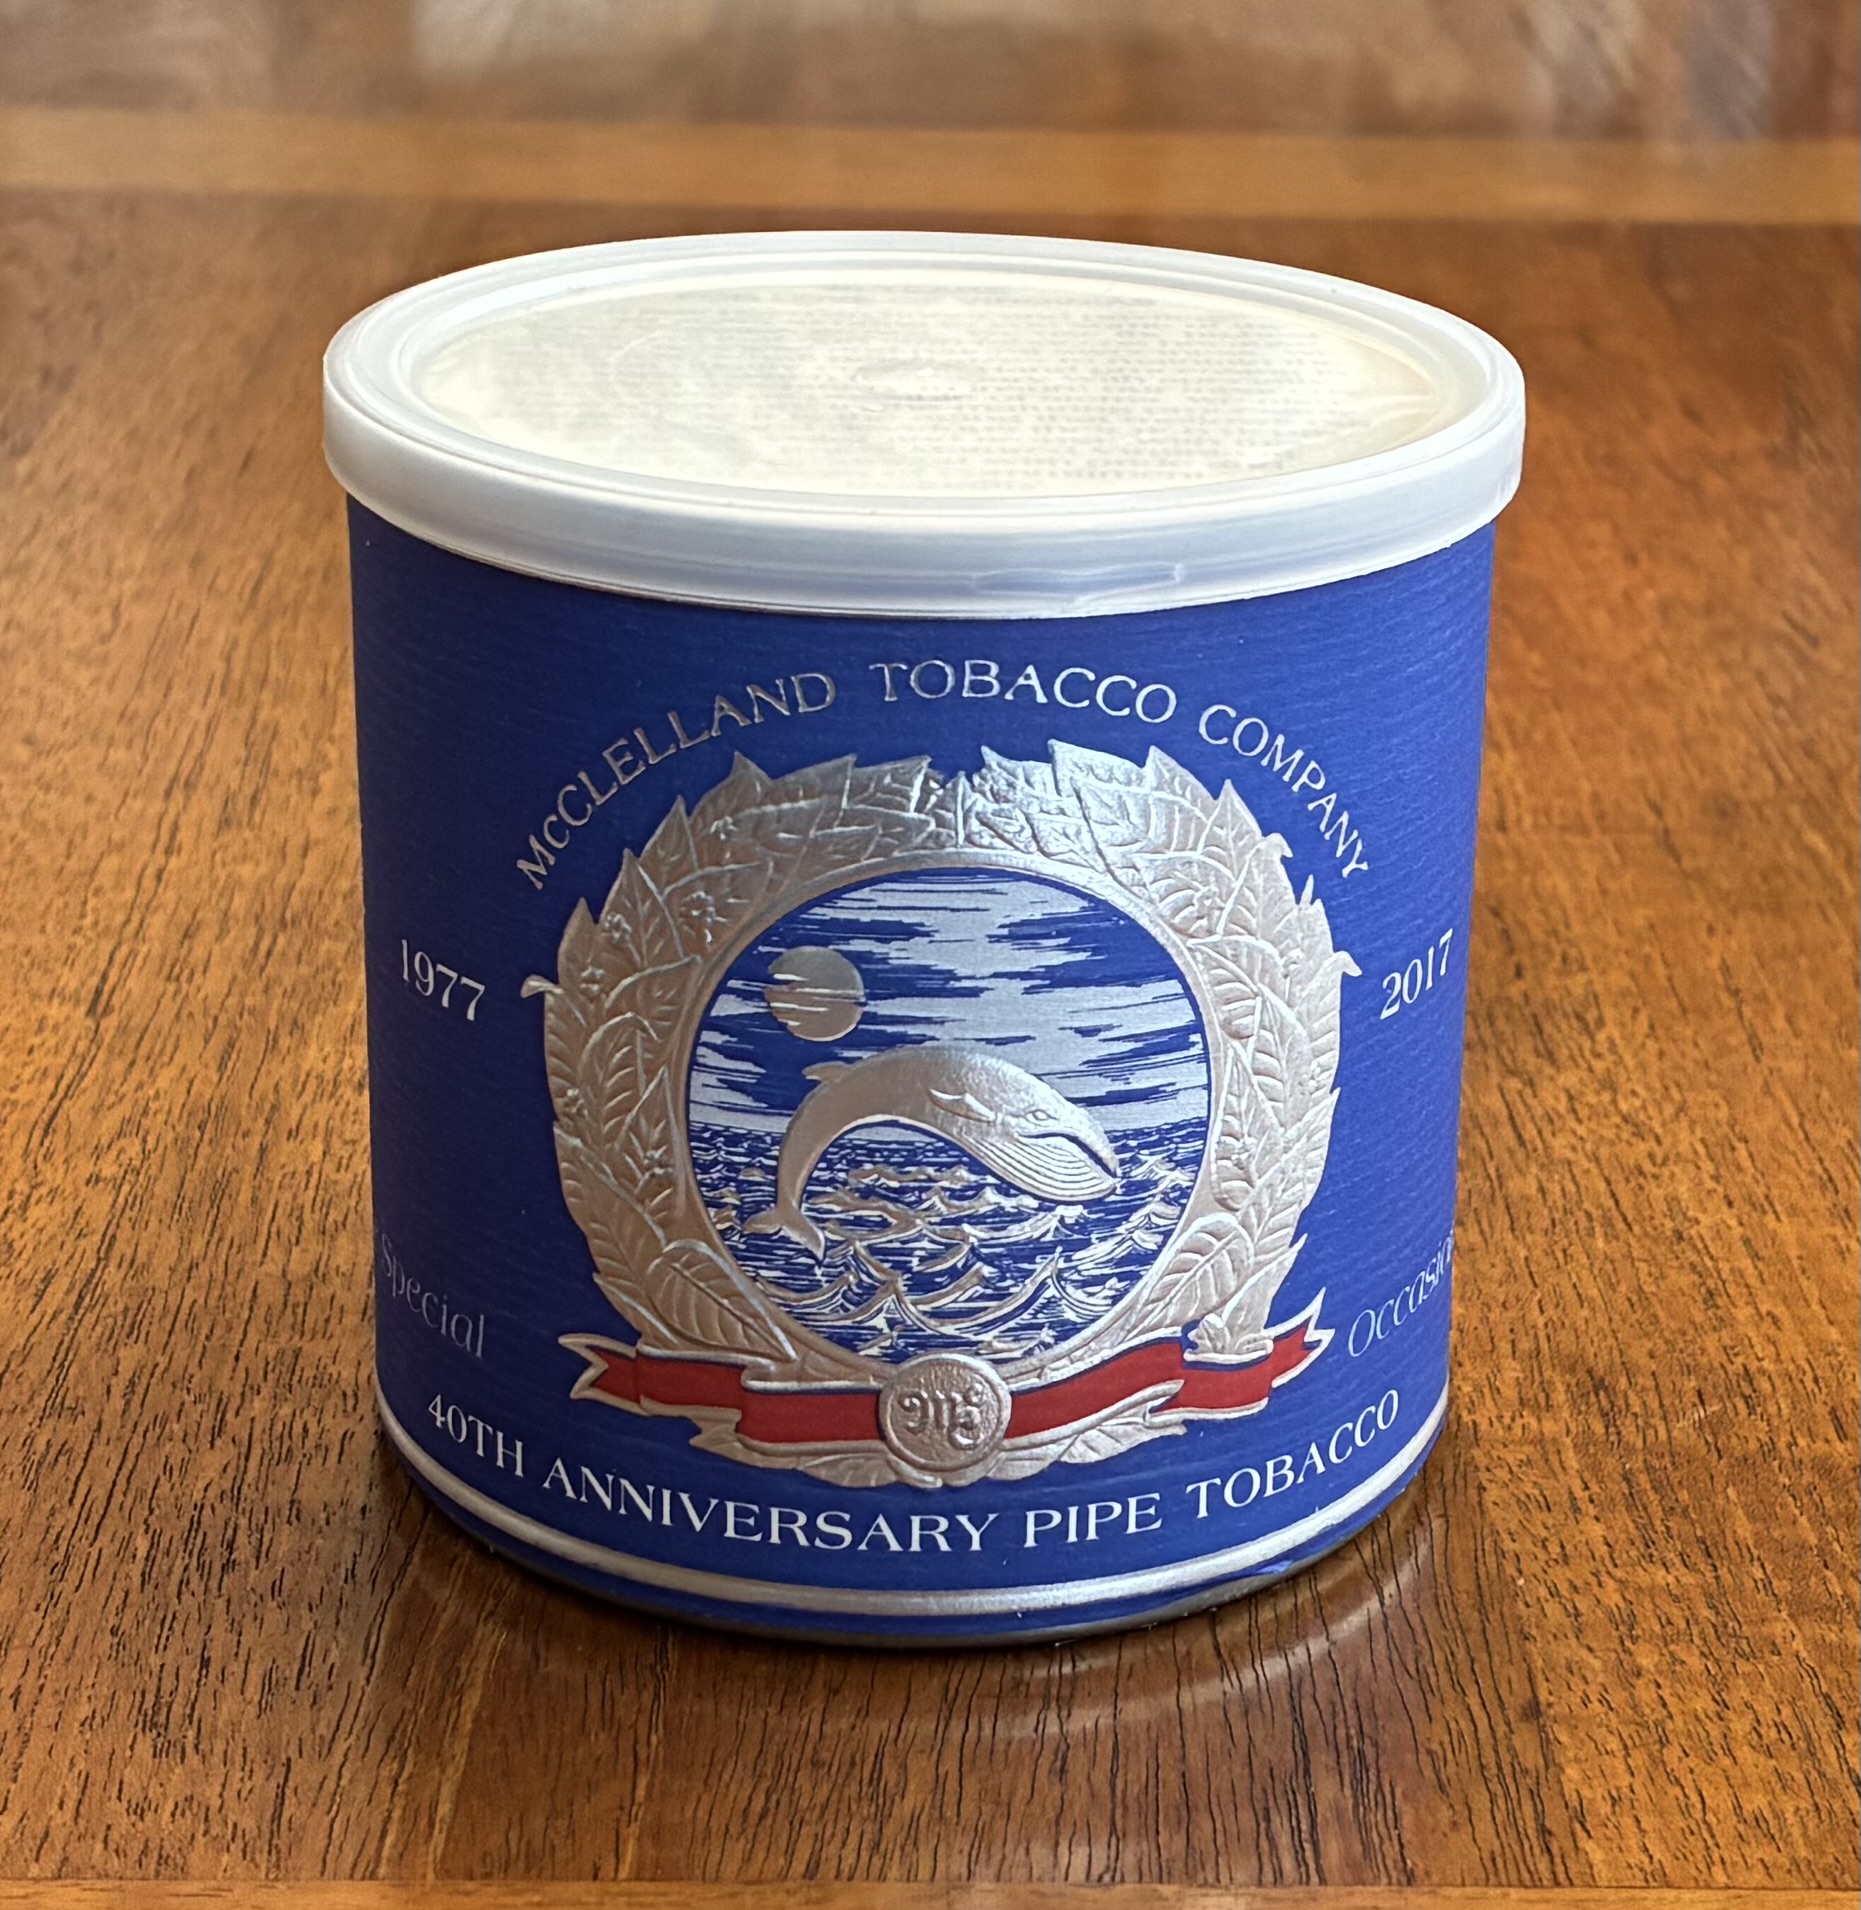 McCLELLAND TOBACCO COMPANY
1977
2017
Special
40TH ANNIVERSARY PIPE TOBACCO